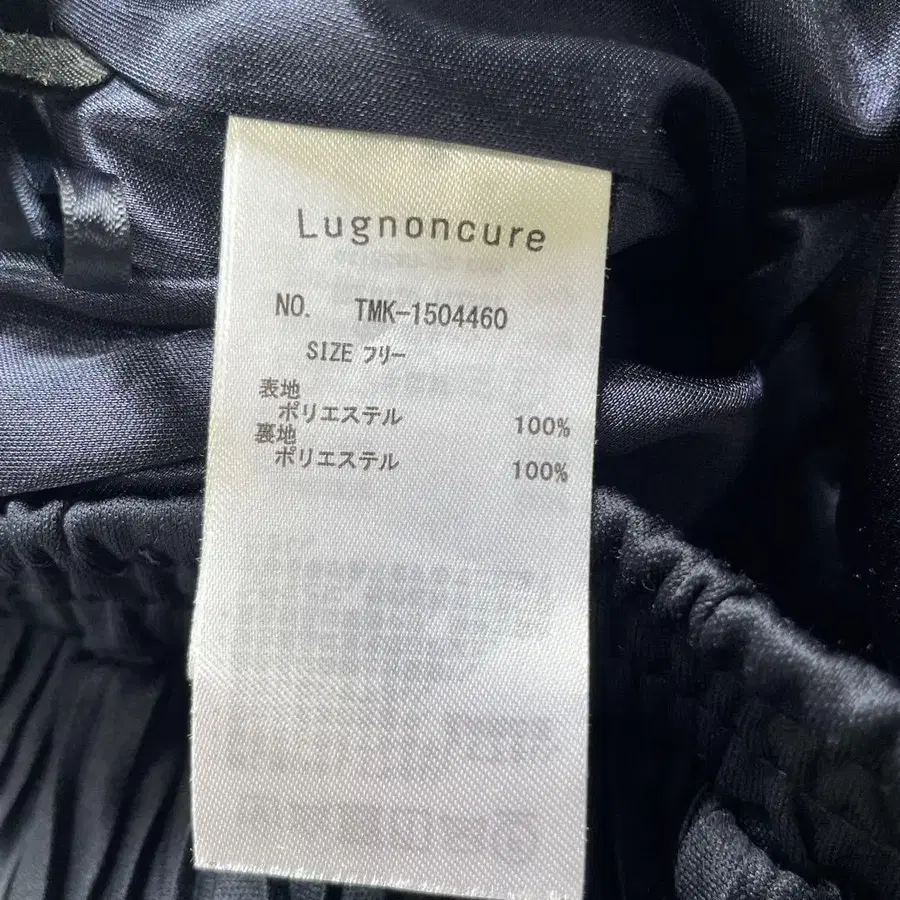 Lugnoncure
NO. TMK-1504460
SIZE フリー
表地
ポリエステル 100%
裏地
ポリエステル 100%